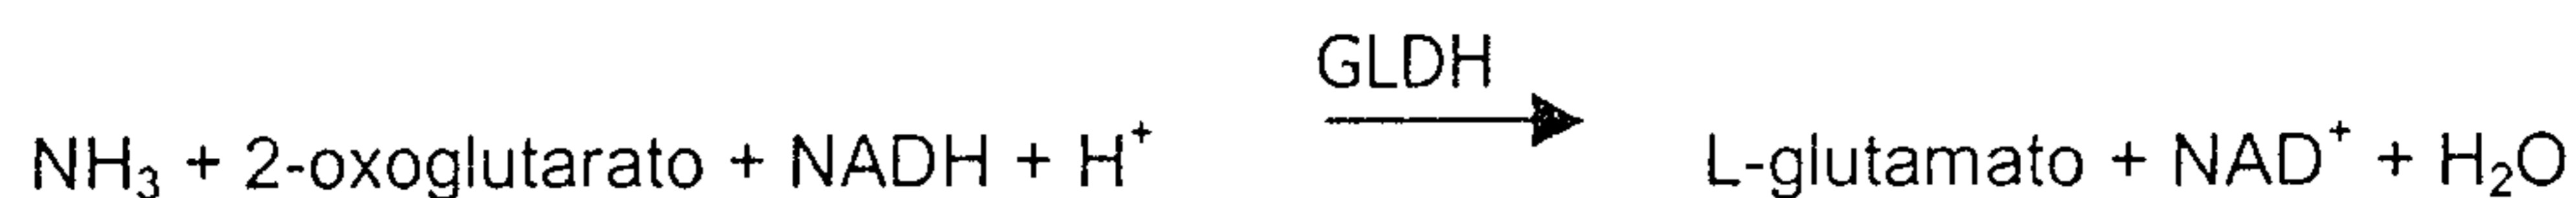 GLDH
NH₃ + 2-oxoglutarato + NADH + H⁺ L-glutamato + NAD⁺ + H₂O